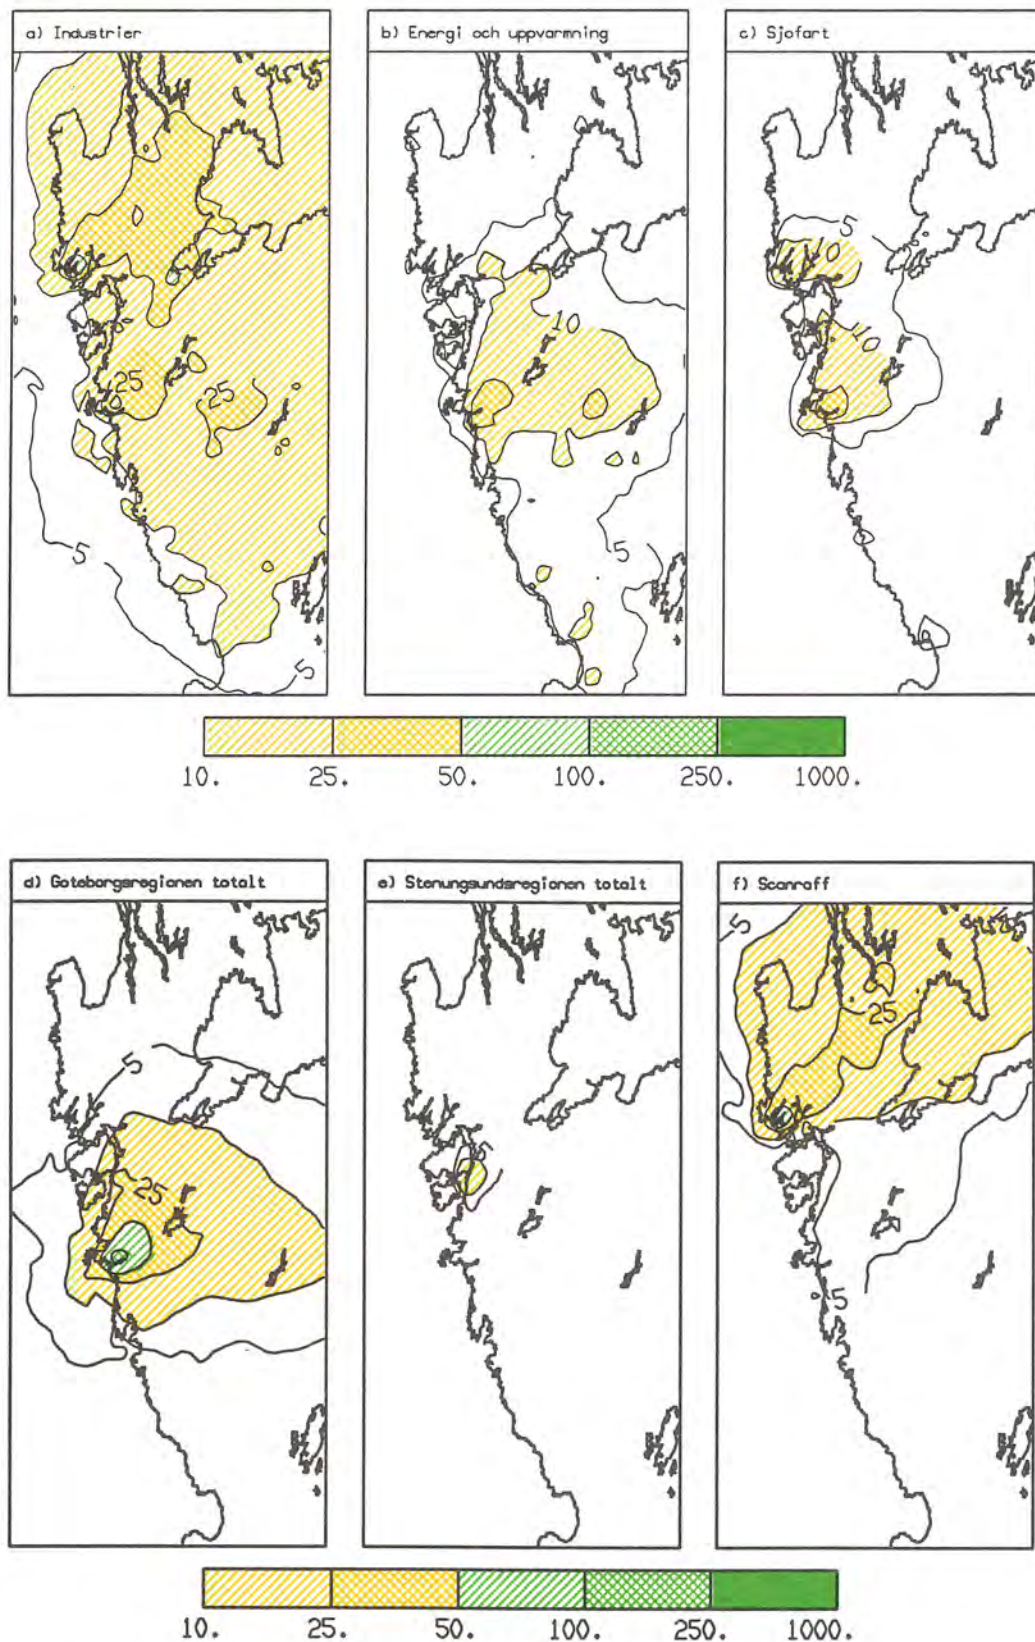 a) Industrier
b) Energi och uppvarmning
c) Sjofart
25
25
5
5
10
5
5
10
10
10. 25. 50. 100. 250. 1000.
d) Goteborgsregionen totalt
e) Stenungsundsregionen totalt
f) Scanraff
5
25
5
5
25
5
10. 25. 50. 100. 250. 1000.